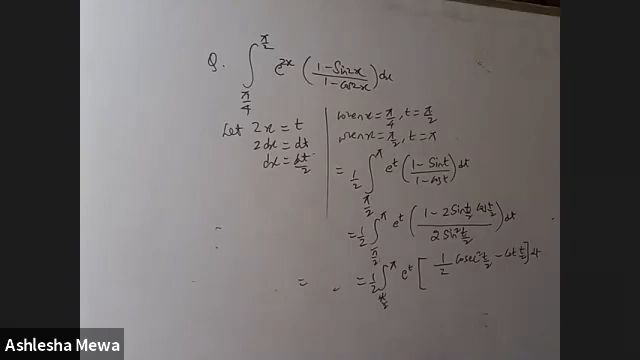 Q. ∫_{π/4}^{π/2} e^{2x} ( (1-Sin2x)/(1-cos2x) ) dx
Let 2x = t
2dx = dt
dx = dt/2
when x = π/4, t = π/2
when x = π/2, t = π
= 1/2 ∫_{π/2}^{π} e^t ( (1-Sint)/(1-cost) ) dt
= 1/2 ∫_{π/2}^{π} e^t ( (1-2Sin t/2 cos t/2)/(2Sin² t/2) ) dt
= = 1/2 ∫_{π/2}^{π} e^t [ 1/2 cosec² t/2 - cot t/2 ] dt
Ashlesha Mewa